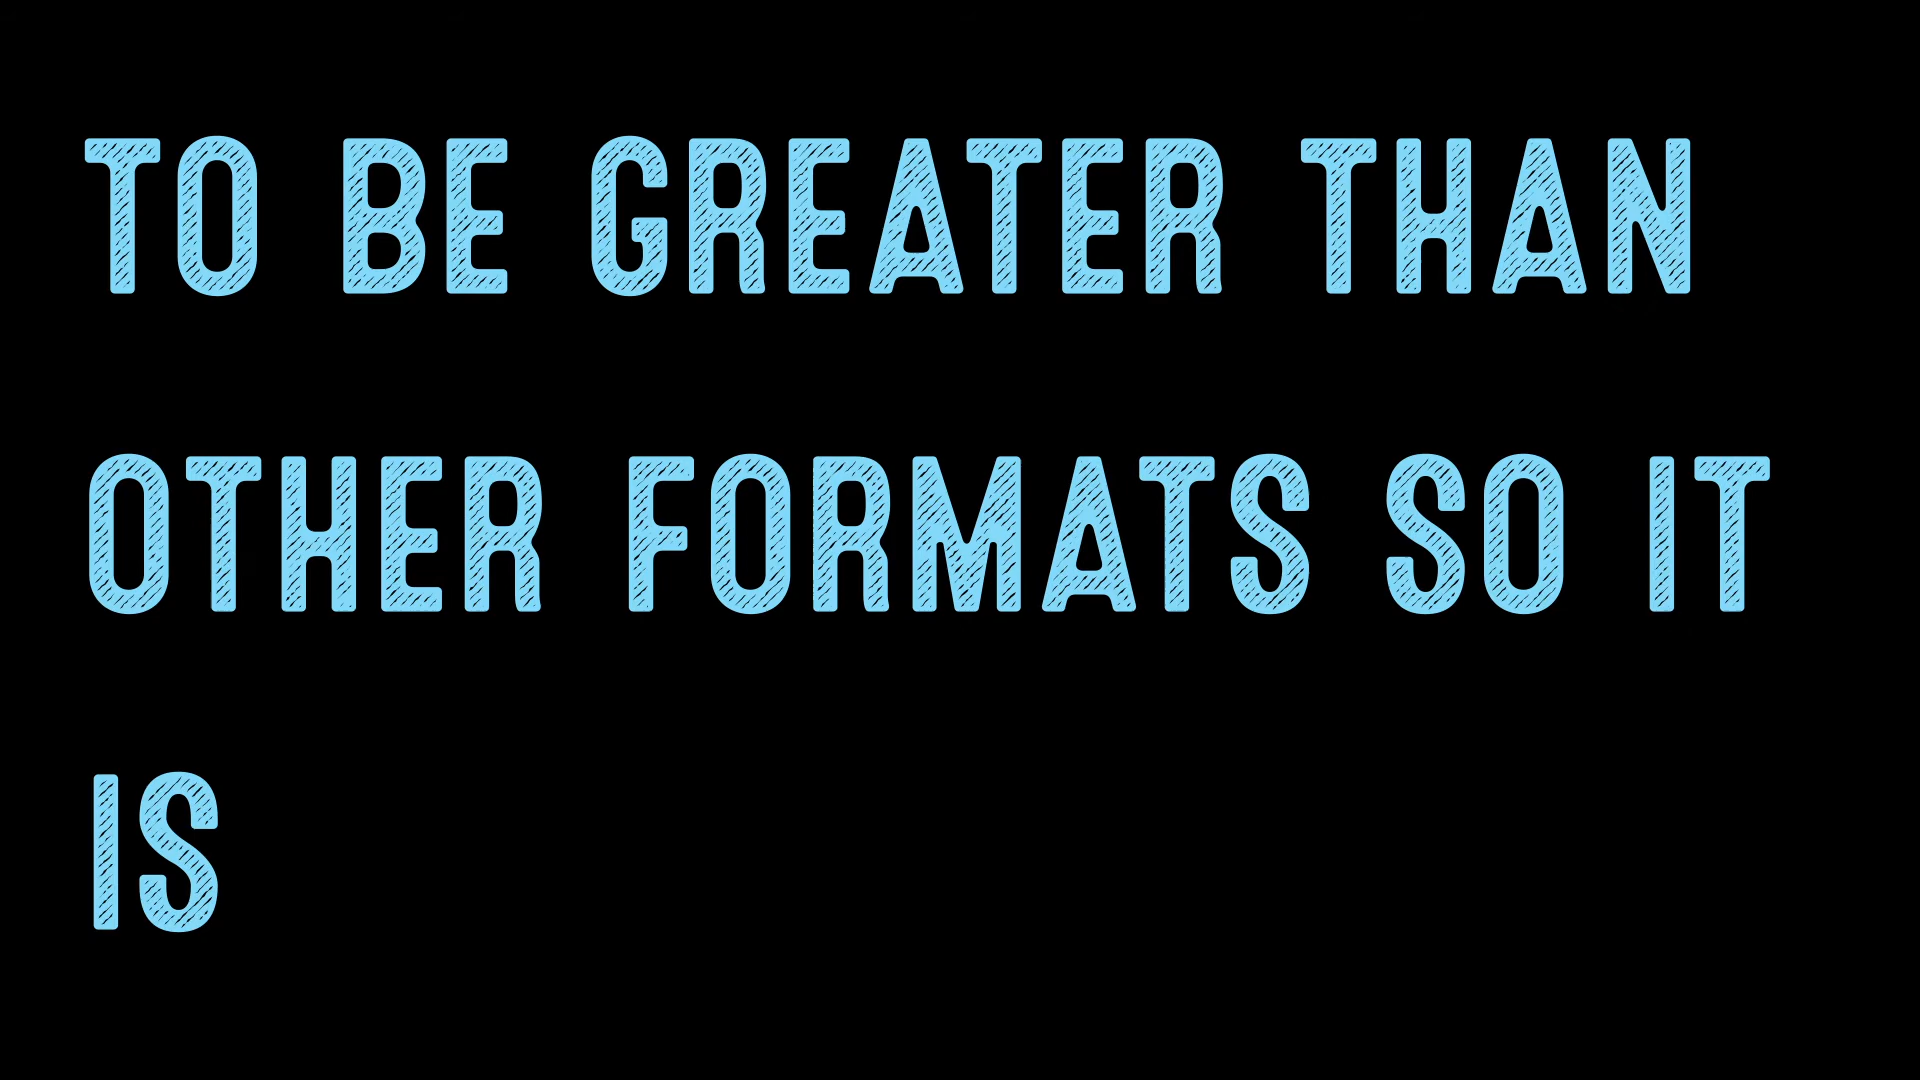 TO BE GREATER THAN
OTHER FORMATS SO IT
IS